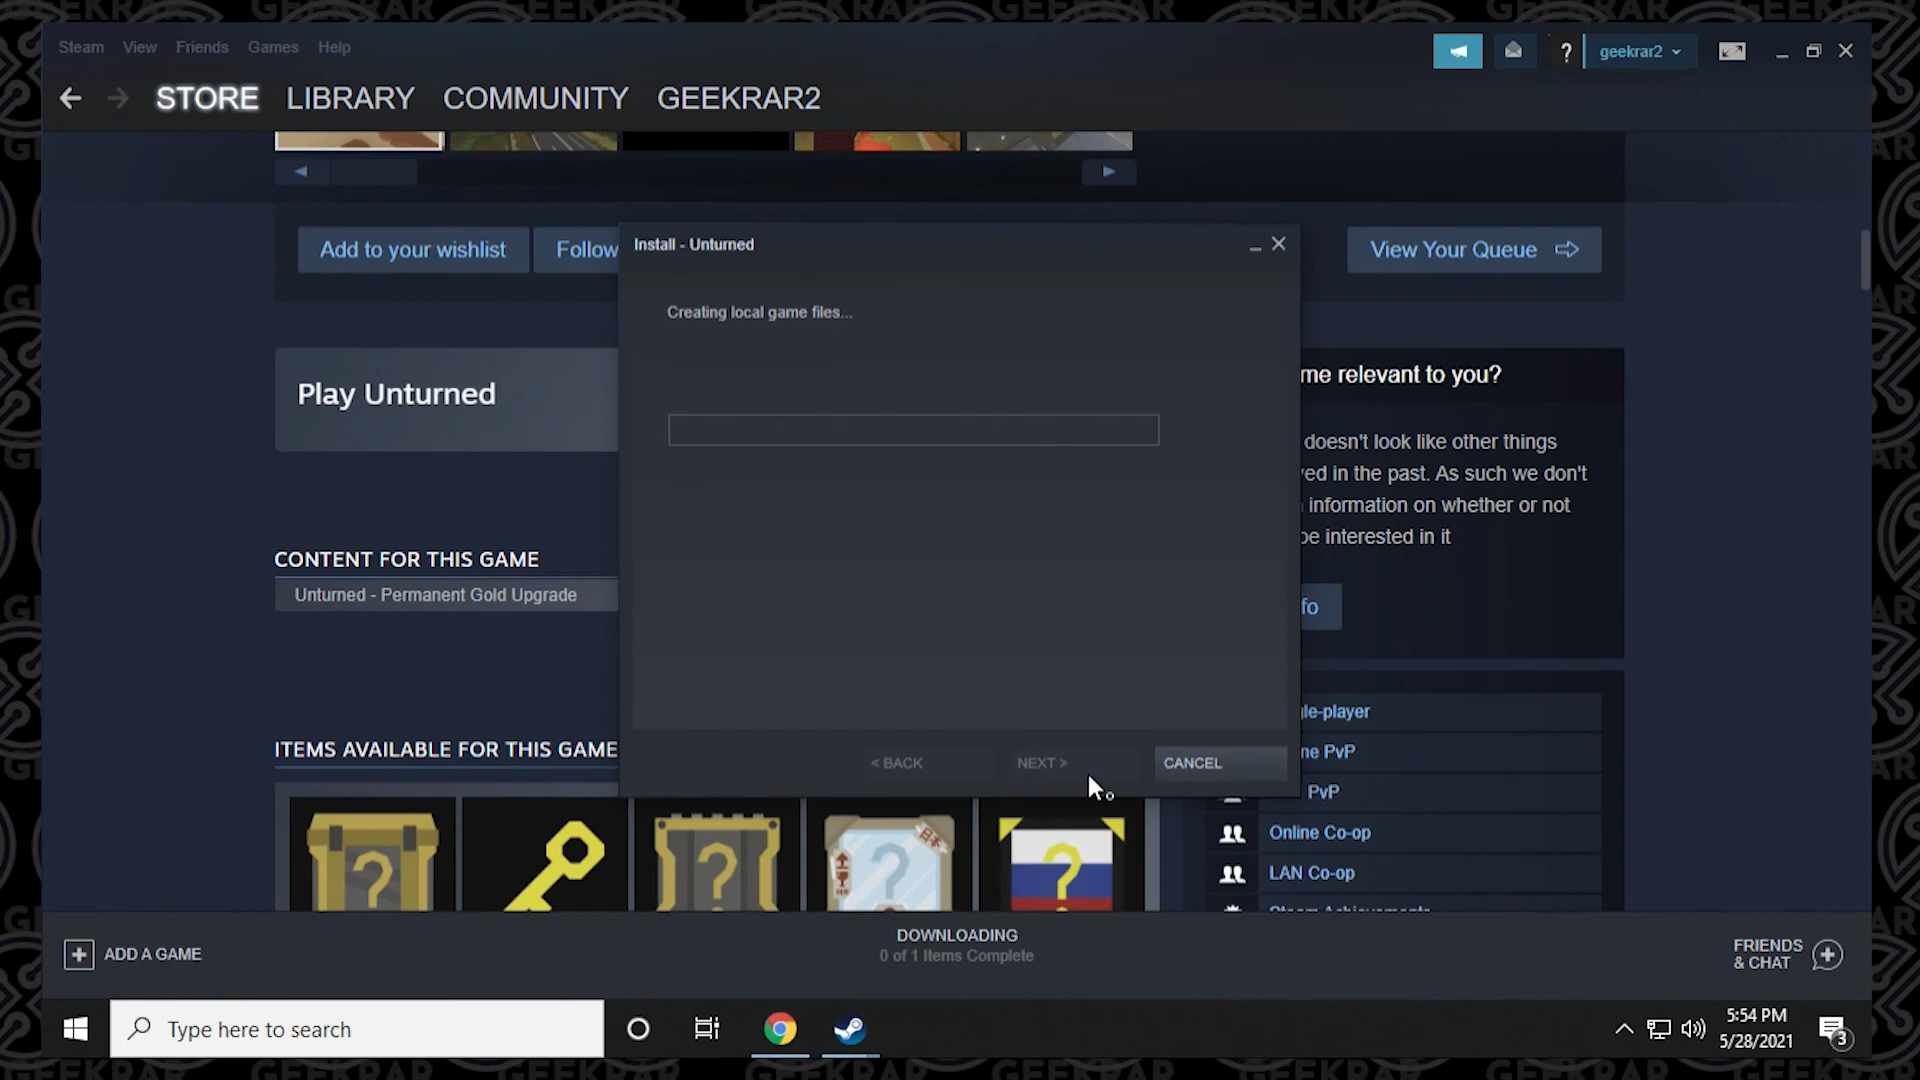 Steam View Friends Games Help
geekrar2
STORE LIBRARY COMMUNITY GEEKRAR2
Add to your wishlist
Follow
View Your Queue
Install - Unturned
Creating local game files...
Play Unturned
me relevant to you?
doesn't look like other things
ed in the past. As such we don't
information on whether or not
be interested in it
fo
CONTENT FOR THIS GAME
Unturned - Permanent Gold Upgrade
le-player
ne PvP
PvP
Online Co-op
LAN Co-op
ITEMS AVAILABLE FOR THIS GAME
< BACK
NEXT >
CANCEL
日本
ADD A GAME
DOWNLOADING
0 of 1 Items Complete
FRIENDS
& CHAT
Type here to search
5:54 PM
5/28/2021
3